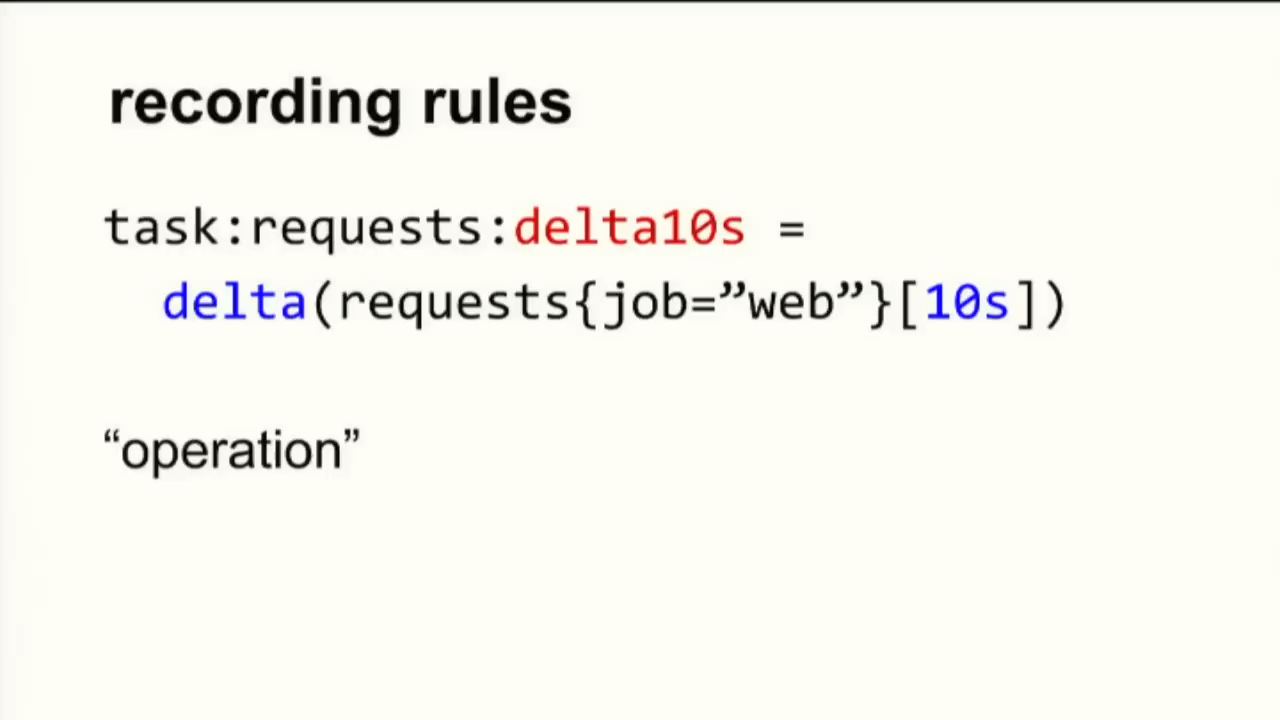 recording rules
task:requests:delta10s =
delta(requests{job=”web”}[10s])
“operation”